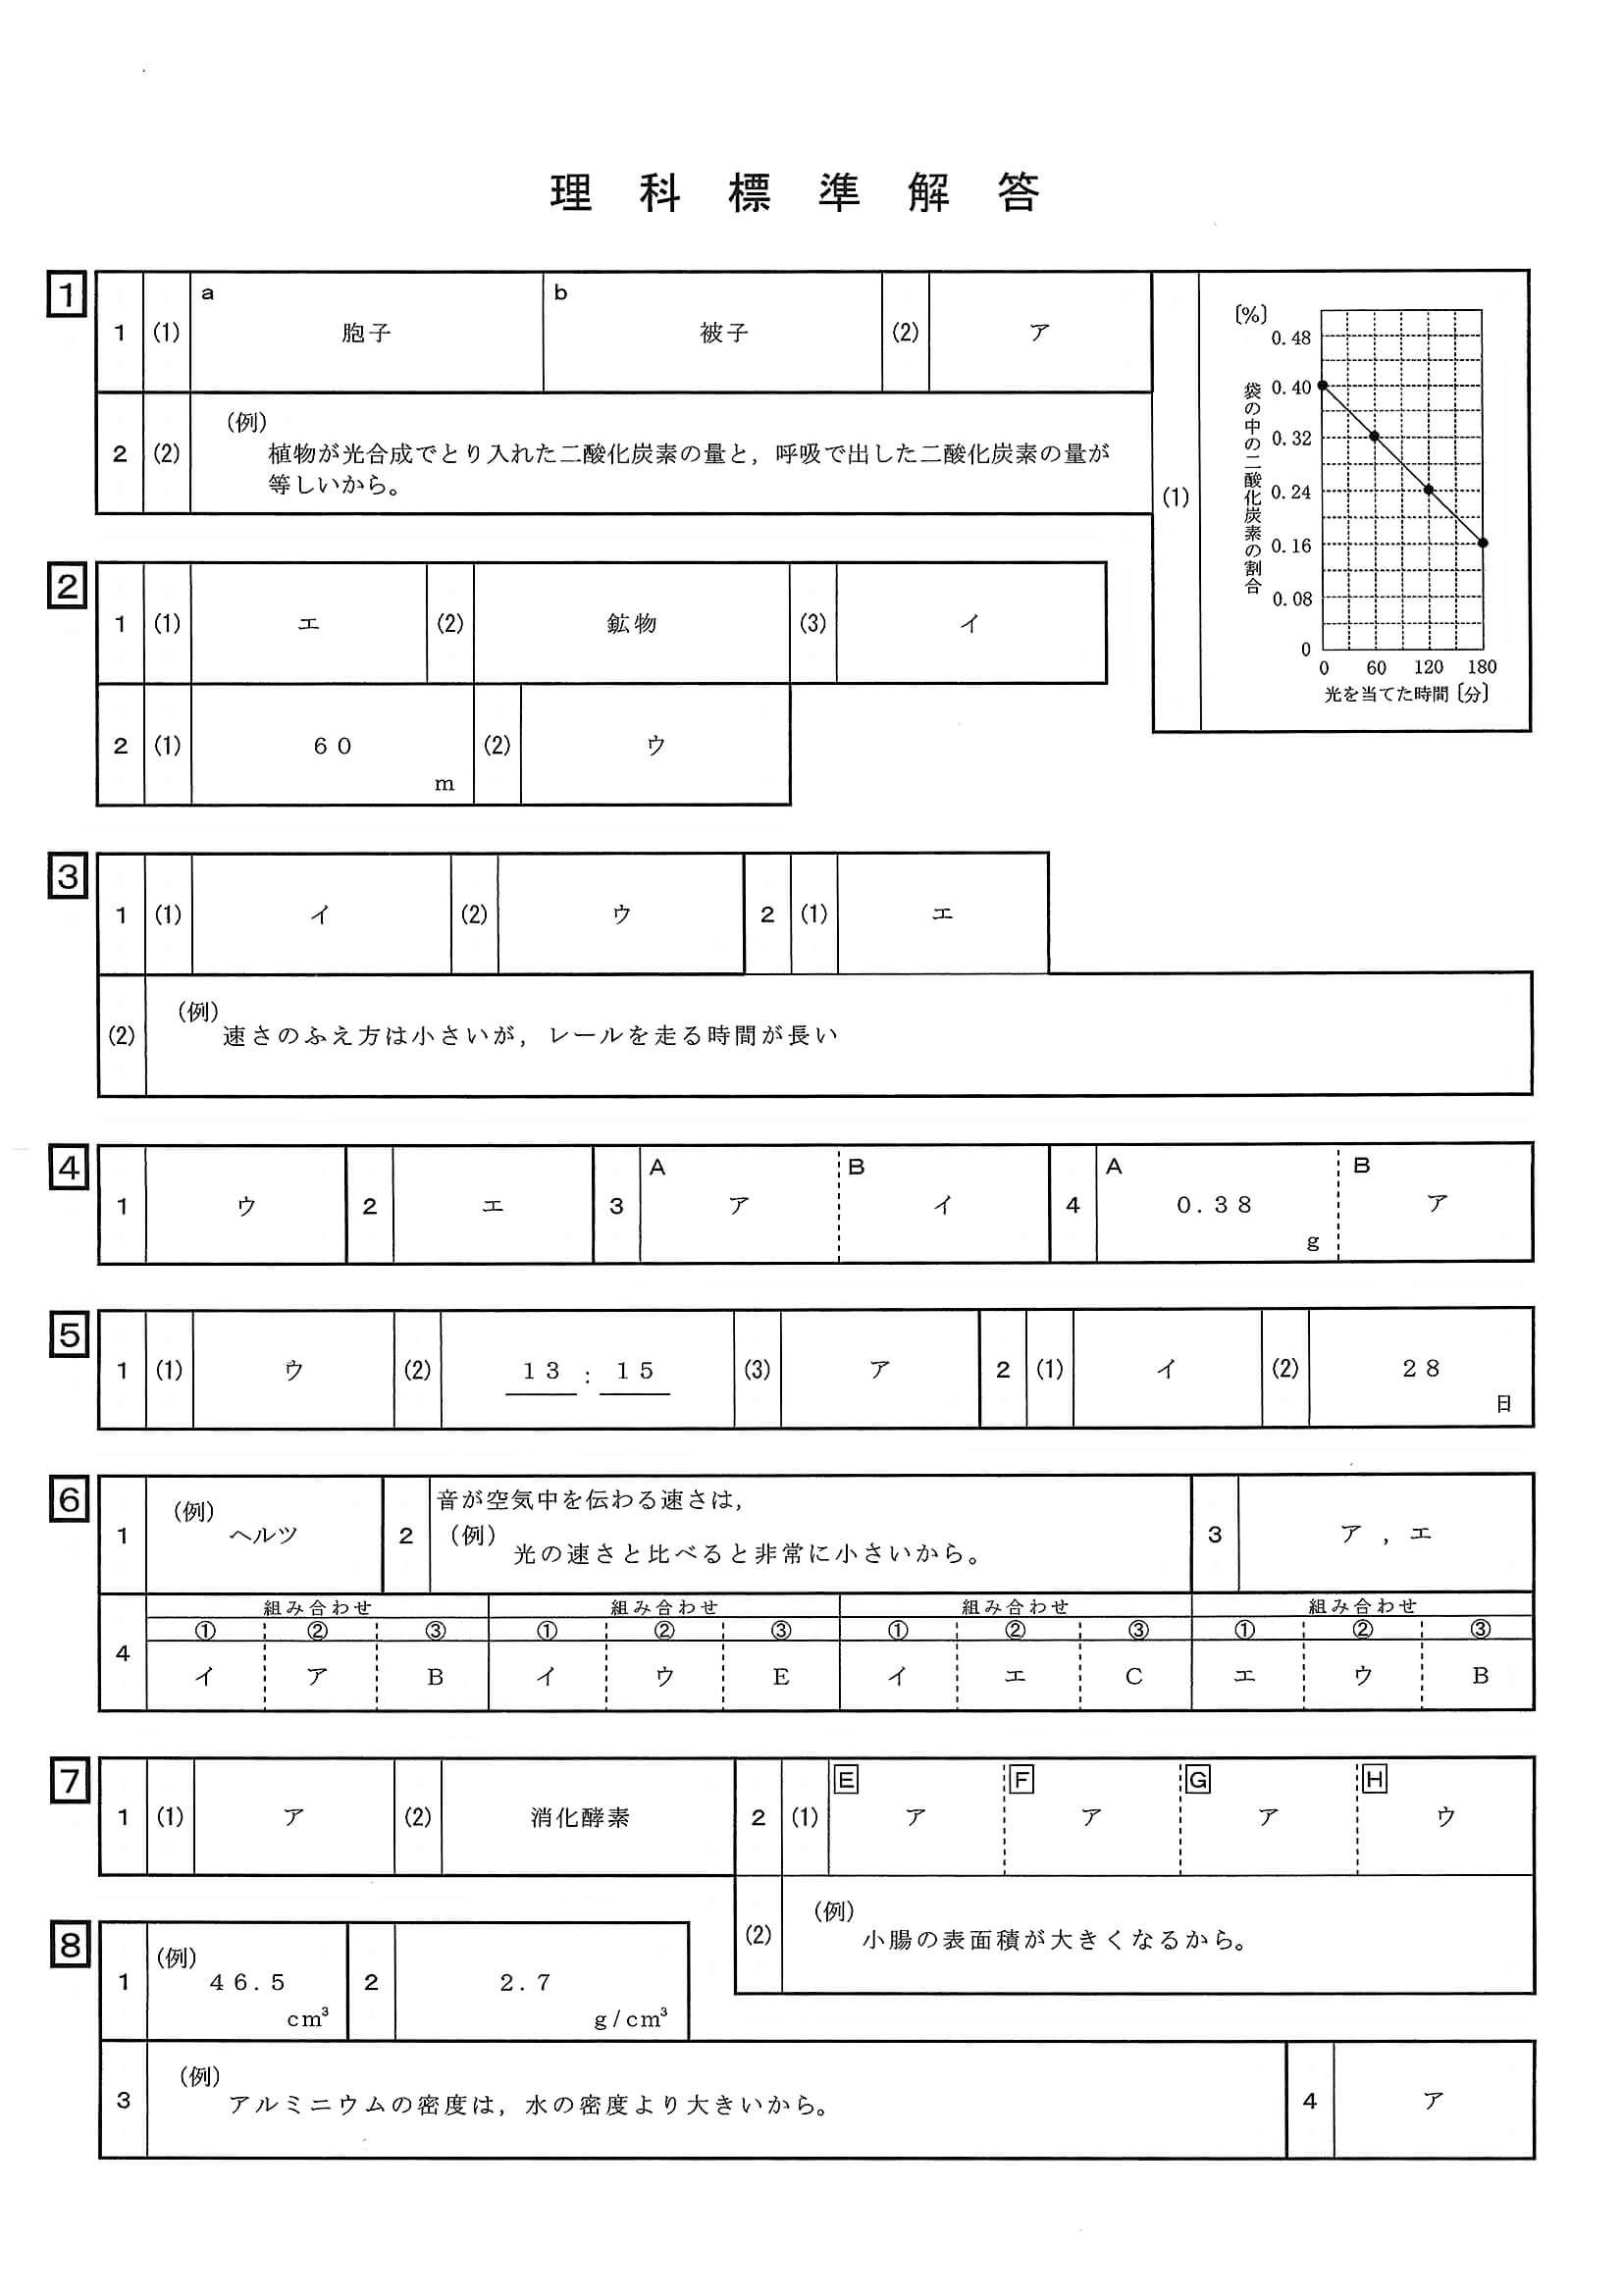 理科標準解答
1
1 (1) a 胞子 b 被子 (2) ア
2 (2) (例)
植物が光合成でとり入れた二酸化炭素の量と，呼吸で出した二酸化炭素の量が
等しいから。
(1)
〔%〕
0.48
0.40
0.32
0.24
0.16
0.08
0
袋の中の二酸化炭素の割合
0 60 120 180
光を当てた時間〔分〕
2
1 (1) エ (2) 鉱物 (3) イ
2 (1) 60 m (2) ウ
3
1 (1) イ (2) ウ 2 (1) エ
(2) (例)
速さのふえ方は小さいが，レールを走る時間が長い
4
1 ウ 2 エ 3 A ア B イ 4 A 0.38 g B ア
5
1 (1) ウ (2) 13 : 15 (3) ア 2 (1) イ (2) 28 日
6
1 (例) ヘルツ 2 音が空気中を伝わる速さは，
(例) 光の速さと比べると非常に小さいから。
3 ア，エ
4 組み合わせ 組み合わせ 組み合わせ 組み合わせ
① ② ③ ① ② ③ ① ② ③ ① ② ③
イ ア B イ ウ E イ エ C エ ウ B
7
1 (1) ア (2) 消化酵素 2 (1) E ア F ア G ア H ウ
(2) (例)
小腸の表面積が大きくなるから。
8
1 (例) 46.5 cm³ 2 2.7 g/cm³
3 (例)
アルミニウムの密度は，水の密度より大きいから。
4 ア